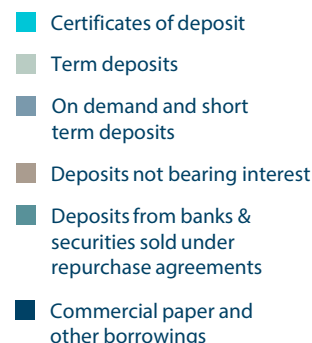 Certificates of deposit
Term deposits
On demand and short
term deposits
Deposits not bearing interest
Deposits from banks &
securities sold under
repurchase agreements
Commercial paper and
other borrowings